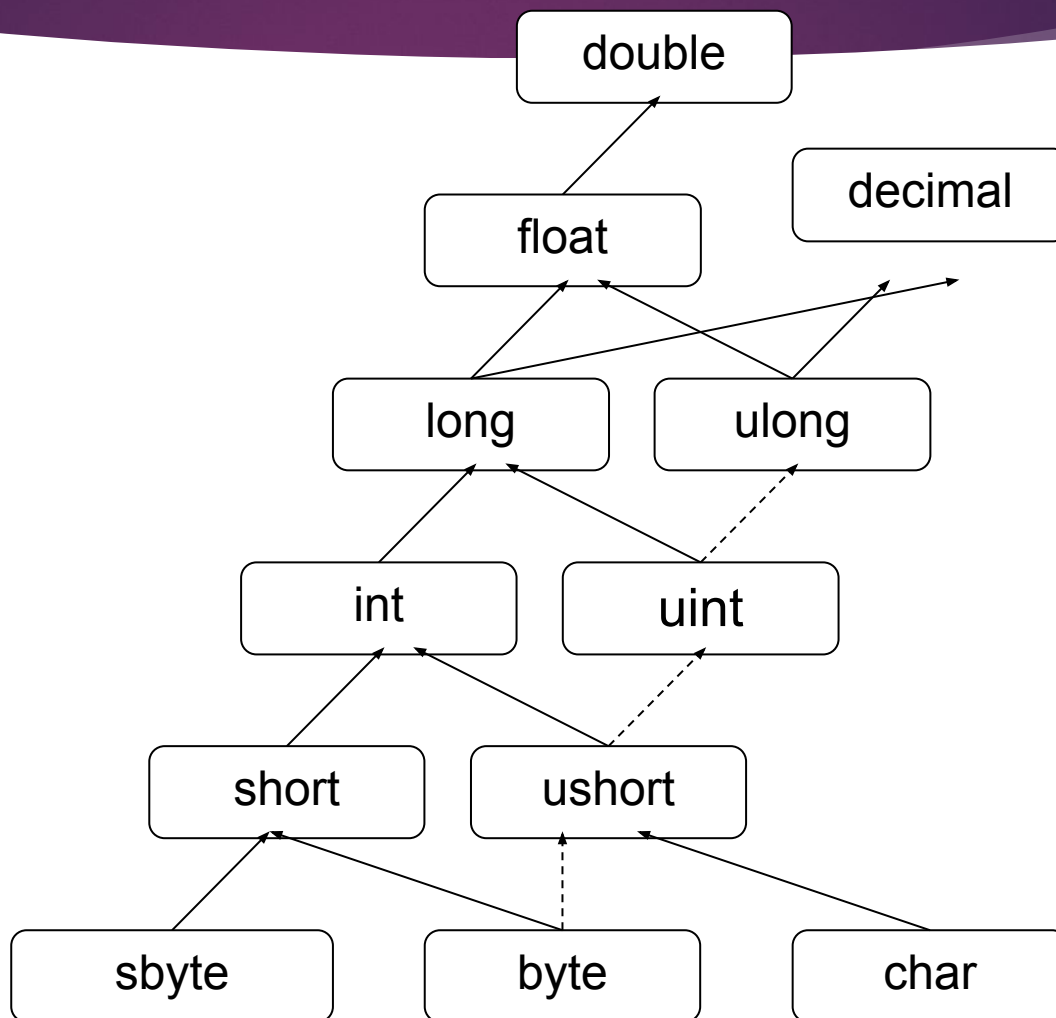 double
decimal
float
long
ulong
int
uint
short
ushort
sbyte
byte
char